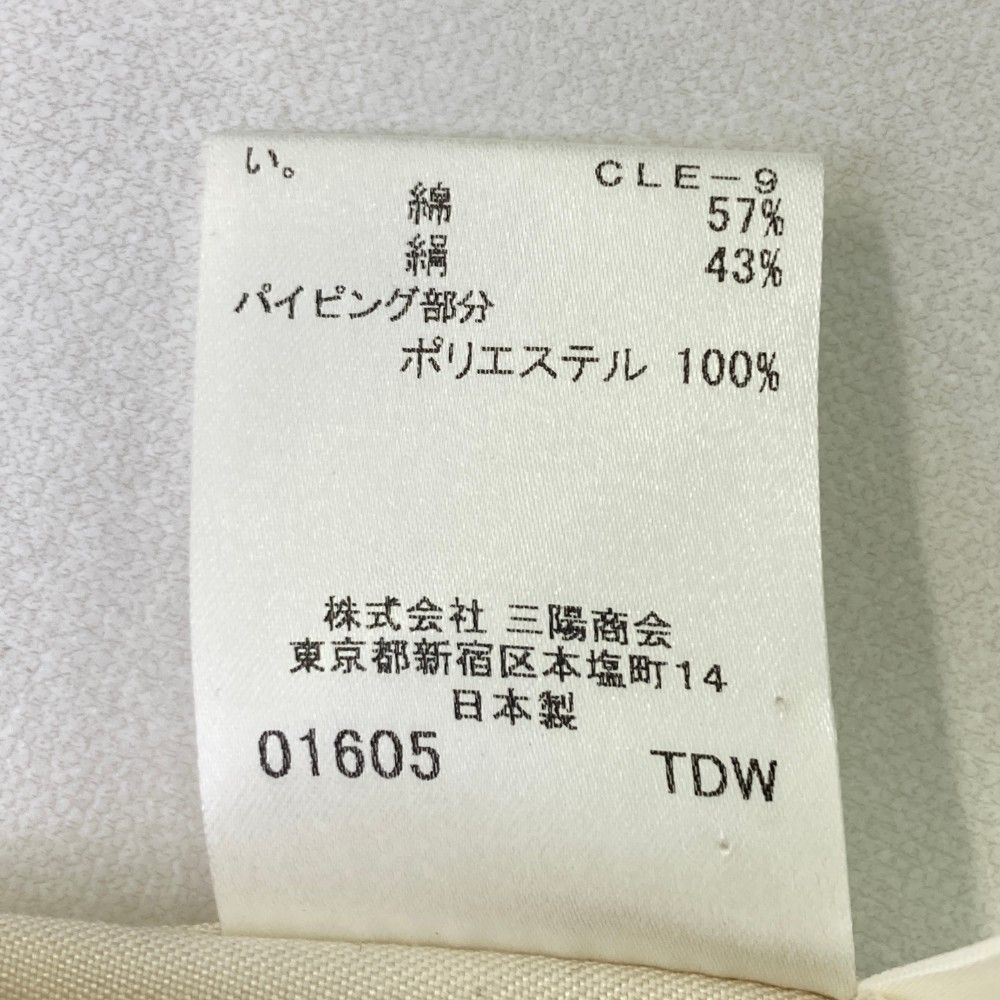 い。 CLE-9
綿 57%
絹 43%
パイピング部分
ポリエステル 100%
株式会社 三陽商会
東京都新宿区本塩町14
日本製
01605 TDW